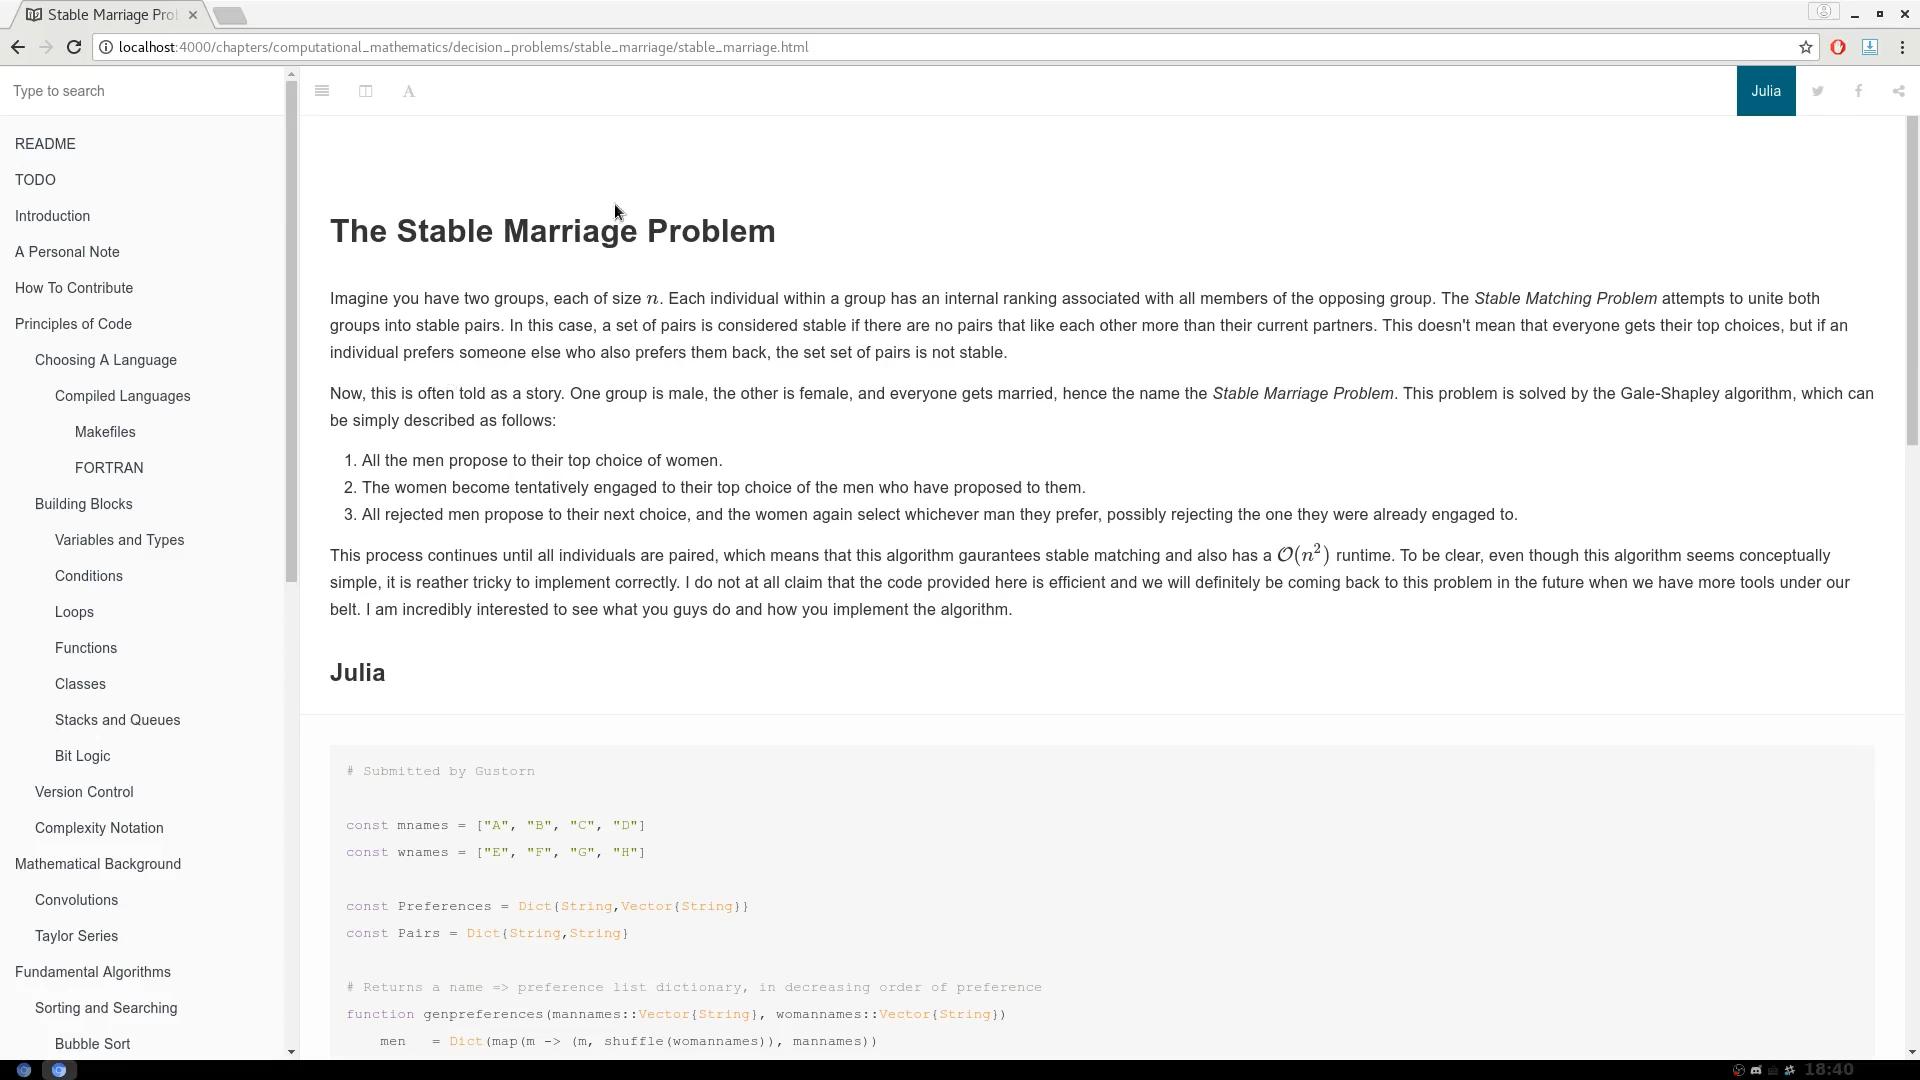 Stable Marriage Pro
localhost:4000/chapters/computational_mathematics/decision_problems/stable_marriage/stable_marriage.html
Type to search
A
Julia
README
TODO
Introduction
A Personal Note
How To Contribute
Principles of Code
Choosing A Language
Compiled Languages
Makefiles
FORTRAN
Building Blocks
Variables and Types
Conditions
Loops
Functions
Classes
Stacks and Queues
Bit Logic
Version Control
Complexity Notation
Mathematical Background
Convolutions
Taylor Series
Fundamental Algorithms
Sorting and Searching
Bubble Sort
The Stable Marriage Problem
Imagine you have two groups, each of size n. Each individual within a group has an internal ranking associated with all members of the opposing group. The Stable Matching Problem attempts to unite both
groups into stable pairs. In this case, a set of pairs is considered stable if there are no pairs that like each other more than their current partners. This doesn't mean that everyone gets their top choices, but if an
individual prefers someone else who also prefers them back, the set set of pairs is not stable.
Now, this is often told as a story. One group is male, the other is female, and everyone gets married, hence the name the Stable Marriage Problem. This problem is solved by the Gale-Shapley algorithm, which can
be simply described as follows:
1. All the men propose to their top choice of women.
2. The women become tentatively engaged to their top choice of the men who have proposed to them.
3. All rejected men propose to their next choice, and the women again select whichever man they prefer, possibly rejecting the one they were already engaged to.
This process continues until all individuals are paired, which means that this algorithm gaurantees stable matching and also has a O(n²) runtime. To be clear, even though this algorithm seems conceptually
simple, it is reather tricky to implement correctly. I do not at all claim that the code provided here is efficient and we will definitely be coming back to this problem in the future when we have more tools under our
belt. I am incredibly interested to see what you guys do and how you implement the algorithm.
Julia
# Submitted by Gustorn
const mnames = ["A", "B", "C", "D"]
const wnames = ["E", "F", "G", "H"]
const Preferences = Dict{String,Vector{String}}
const Pairs = Dict{String,String}
# Returns a name => preference list dictionary, in decreasing order of preference
function genpreferences(mannames::Vector{String}, womannames::Vector{String})
men   = Dict(map(m -> (m, shuffle(womannames)), mannames))
18:40